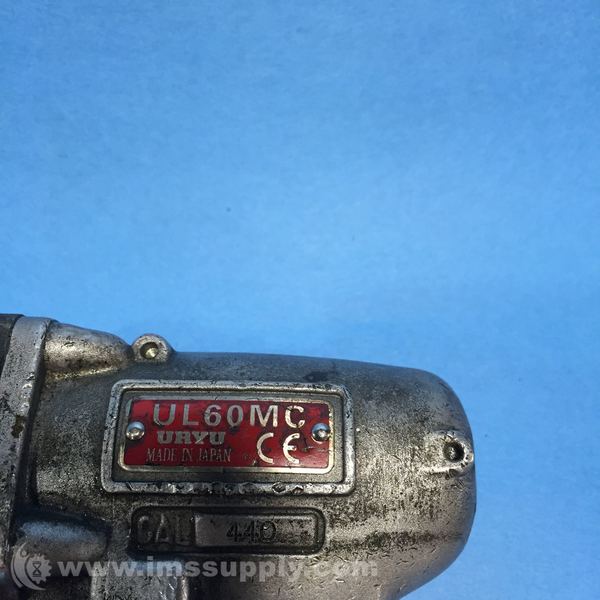 UL60MC
URYU
MADE IN JAPAN CE
CAL 440
www.imssupply.com